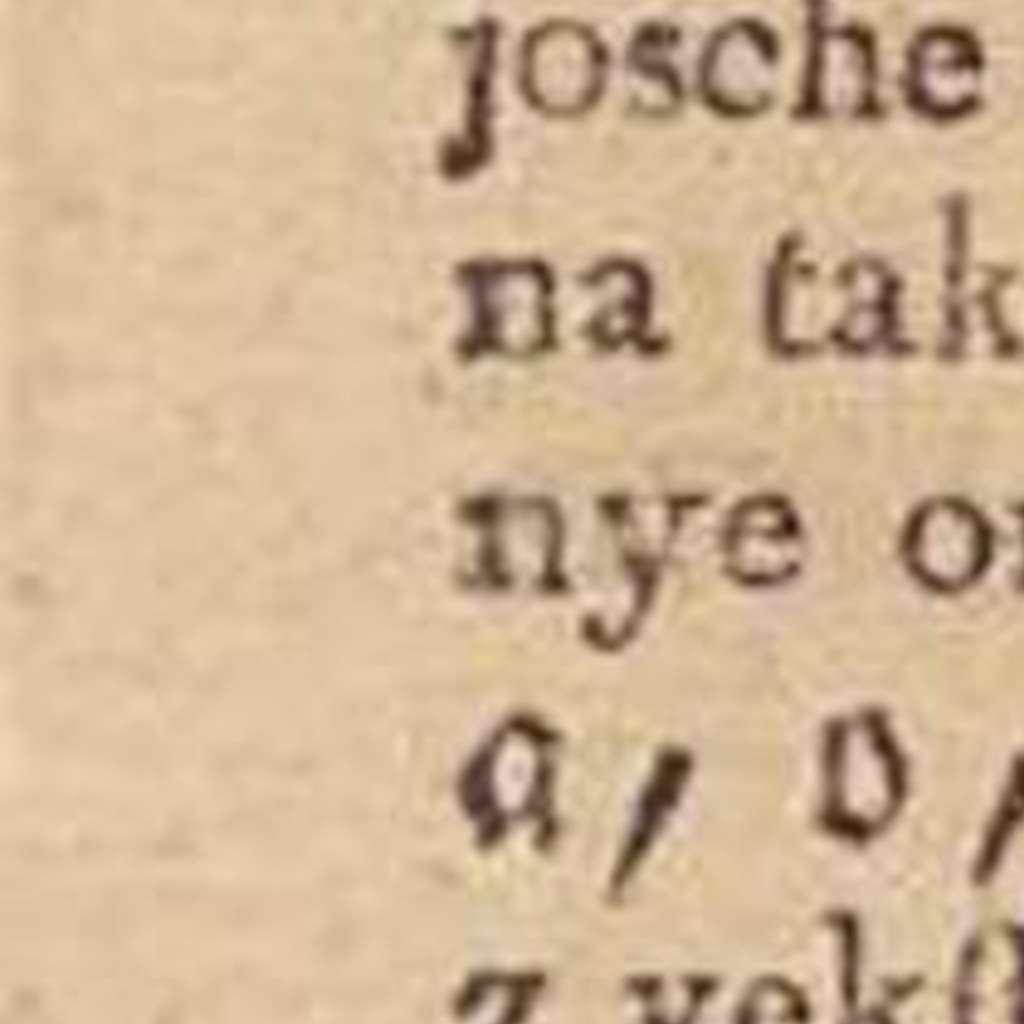 josche
na tak
nye
a, o,
z